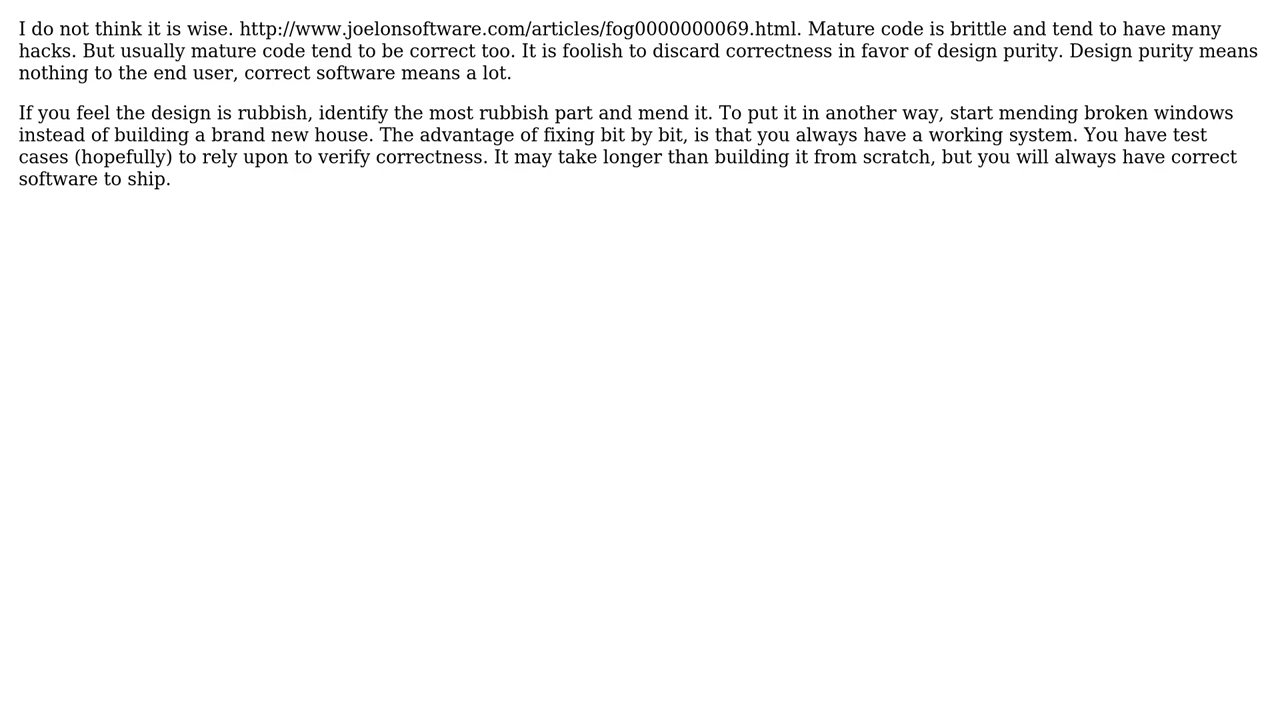 I do not think it is wise. http://www.joelonsoftware.com/articles/fog0000000069.html. Mature code is brittle and tend to have many
hacks. But usually mature code tend to be correct too. It is foolish to discard correctness in favor of design purity. Design purity means
nothing to the end user, correct software means a lot.
If you feel the design is rubbish, identify the most rubbish part and mend it. To put it in another way, start mending broken windows
instead of building a brand new house. The advantage of fixing bit by bit, is that you always have a working system. You have test
cases (hopefully) to rely upon to verify correctness. It may take longer than building it from scratch, but you will always have correct
software to ship.